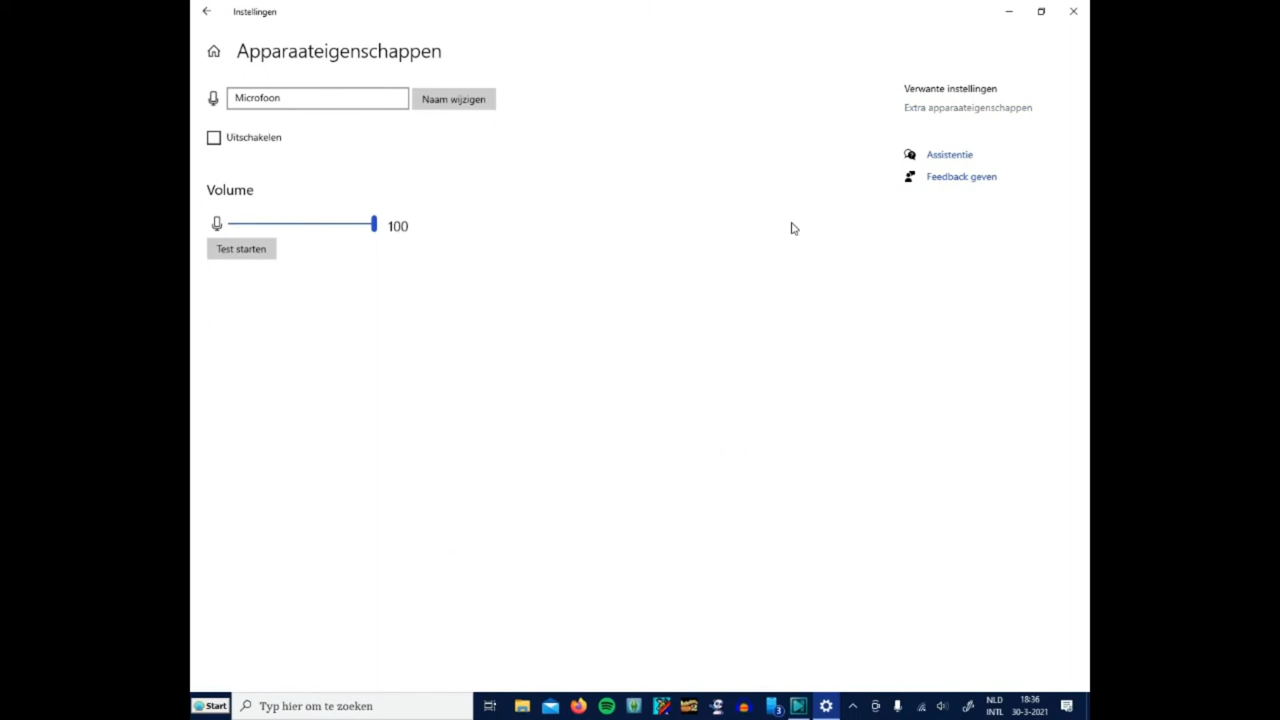 Instellingen
Apparaateigenschappen
Microfoon
Naam wijzigen
Uitschakelen
Volume
100
Test starten
Verwante instellingen
Extra apparaateigenschappen
Assistentie
Feedback geven
Start
Typ hier om te zoeken
3
NLD
INTL
18:36
30-3-2021